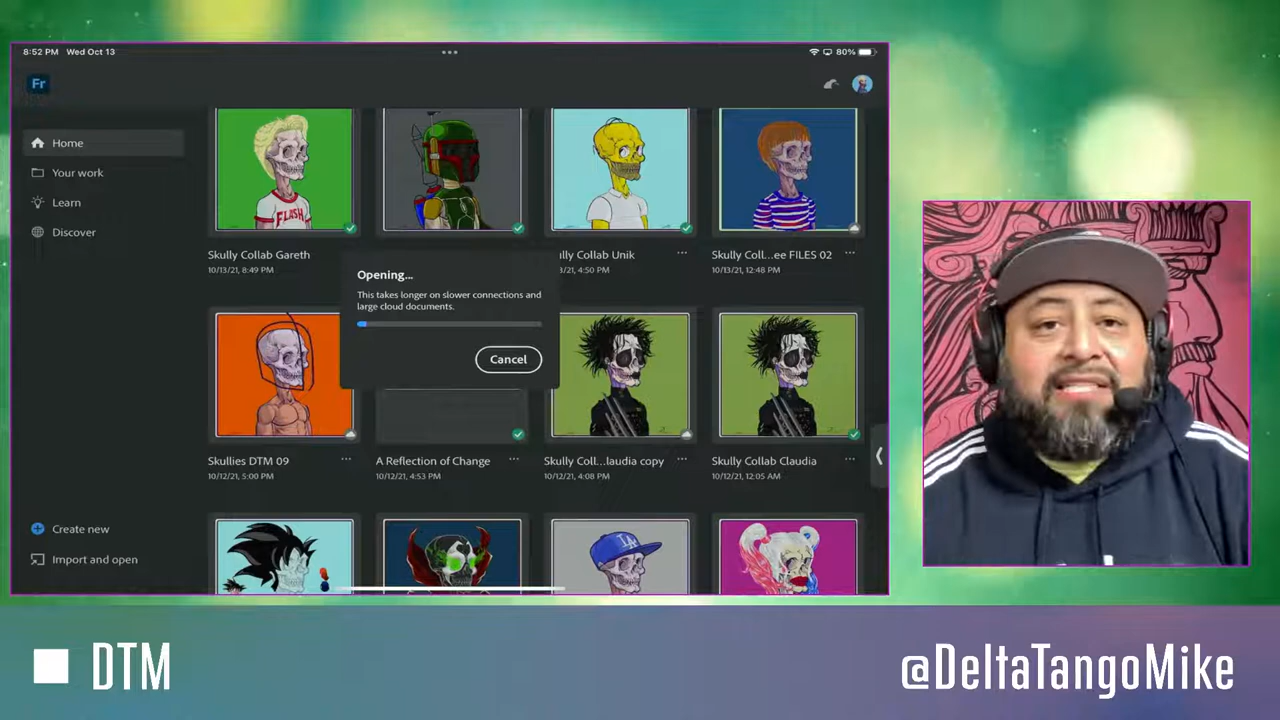 8:52 PM Wed Oct 13
80%
Fr
Home
Your work
Learn
Discover
Create new
Import and open
FLASH
Skully Collab Gareth
10/13/21, 8:49 PM
ully Collab Unik
3/21, 4:50 PM
Skully Coll...ee FILES 02
10/13/21, 12:48 PM
Opening...
This takes longer on slower connections and
large cloud documents.
Cancel
Skullies DTM 09
10/12/21, 5:00 PM
A Reflection of Change
10/12/21, 4:53 PM
Skully Coll...laudia copy
10/12/21, 4:08 PM
Skully Collab Claudia
10/12/21, 12:05 AM
LA
DTM
@DeltaTangoMike